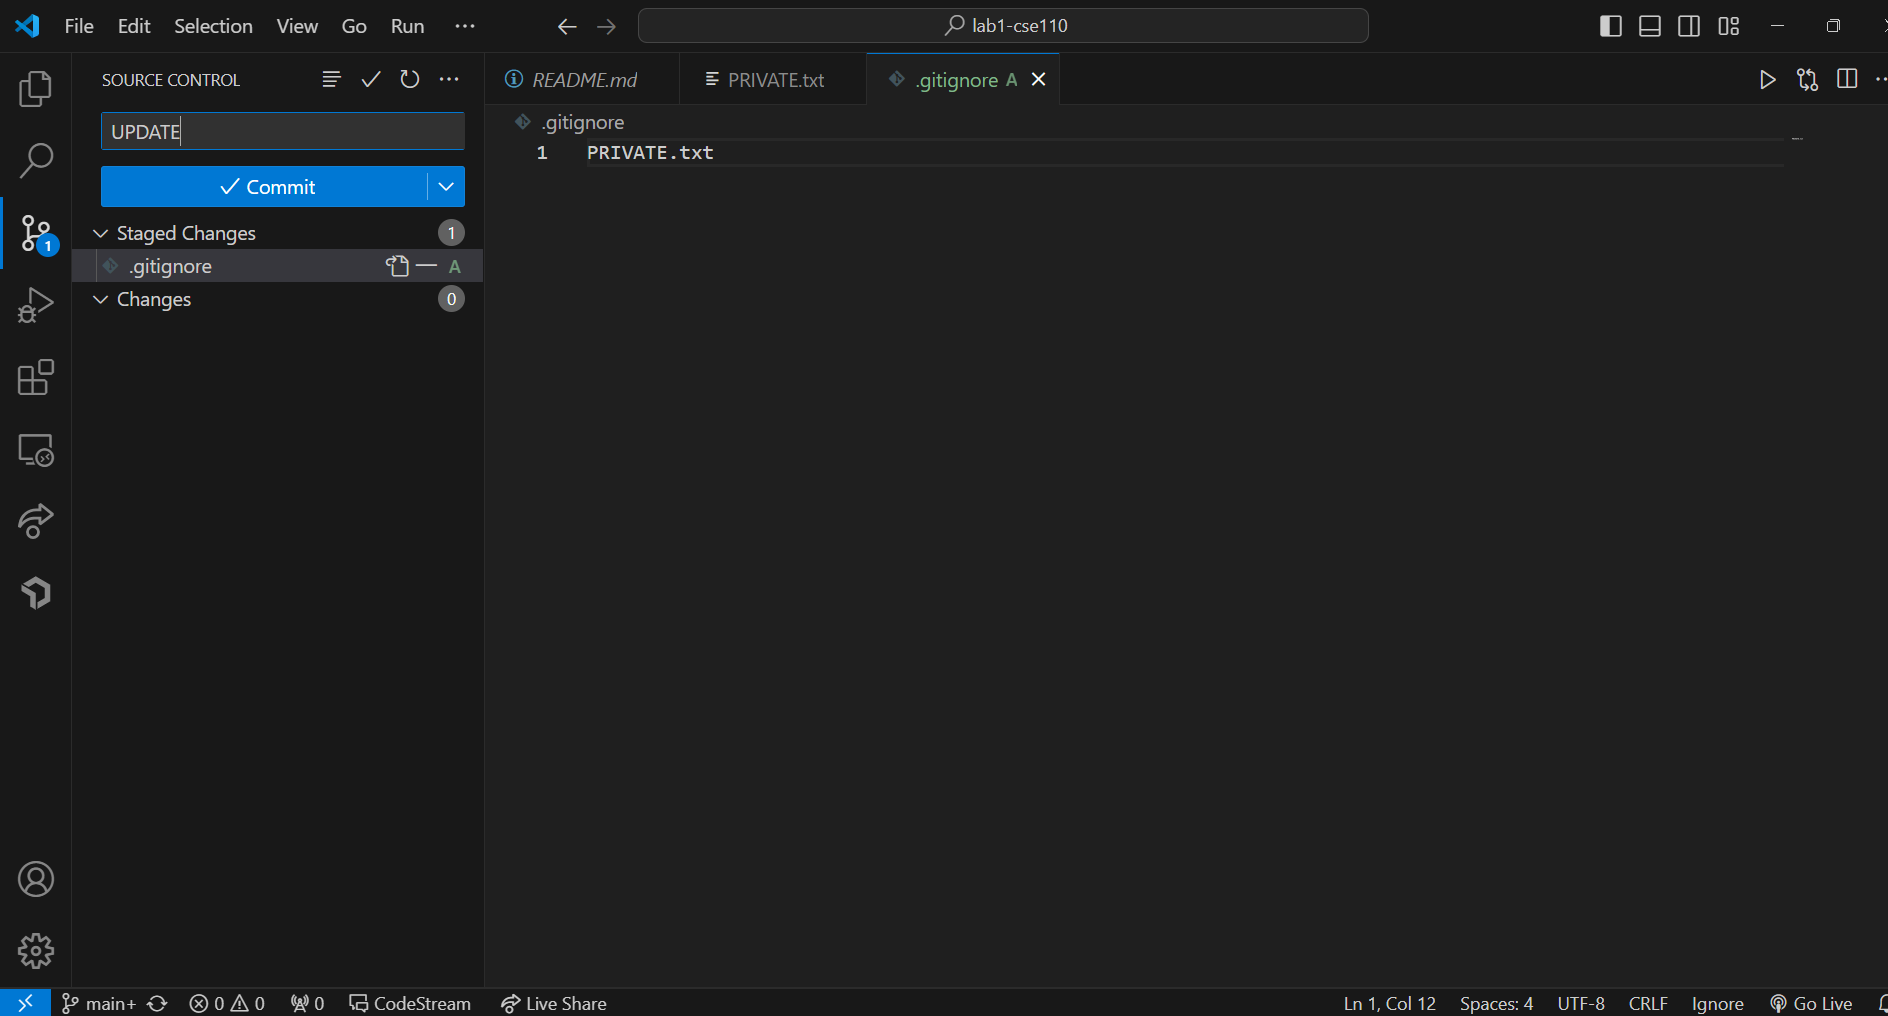 File Edit Selection View Go Run lab1-cse110
SOURCE CONTROL
README.md PRIVATE.txt .gitignore A
UPDATE
.gitignore
1 PRIVATE.txt
Commit
Staged Changes 1
1
.gitignore A
Changes 0
main+ 0 0 0 CodeStream Live Share Ln 1, Col 12 Spaces: 4 UTF-8 CRLF Ignore Go Live